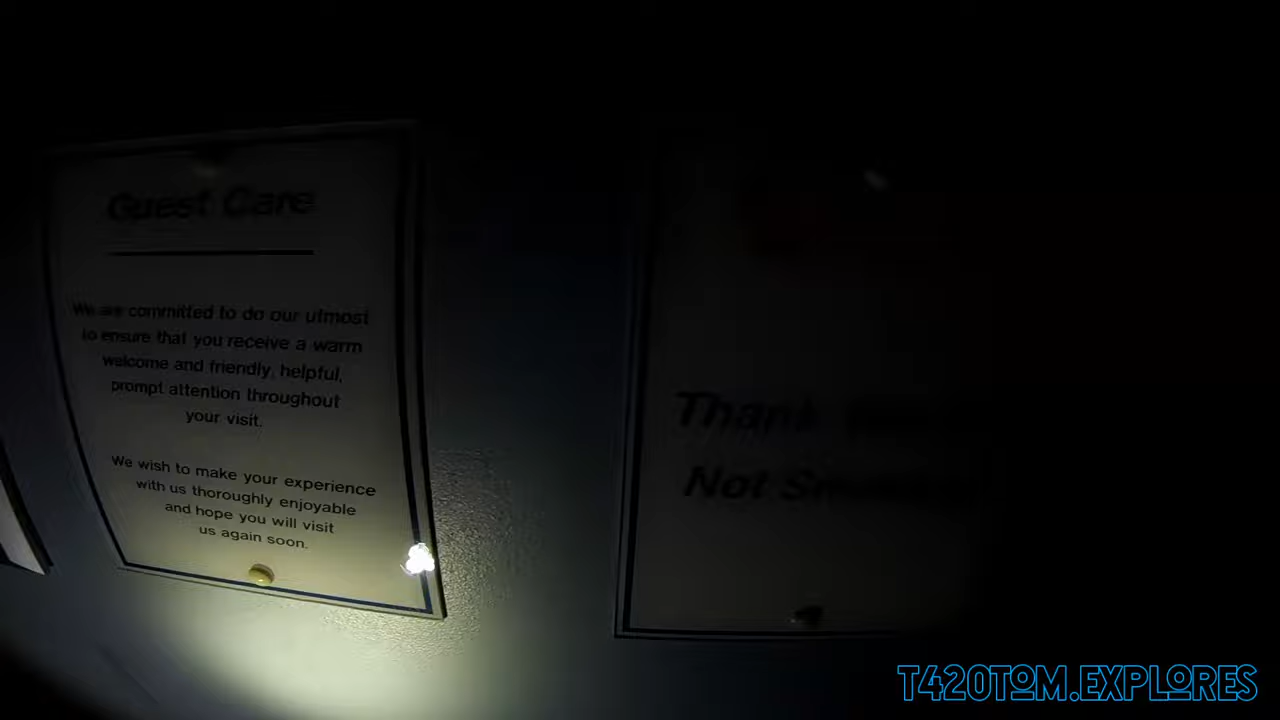 Guest Care
We are committed to do our utmost
to ensure that you receive a warm
welcome and friendly, helpful,
prompt attention throughout
your visit.
We wish to make your experience
with us thoroughly enjoyable
and hope you will visit
us again soon.
Thank
Not
T420TOM.EXPLORES